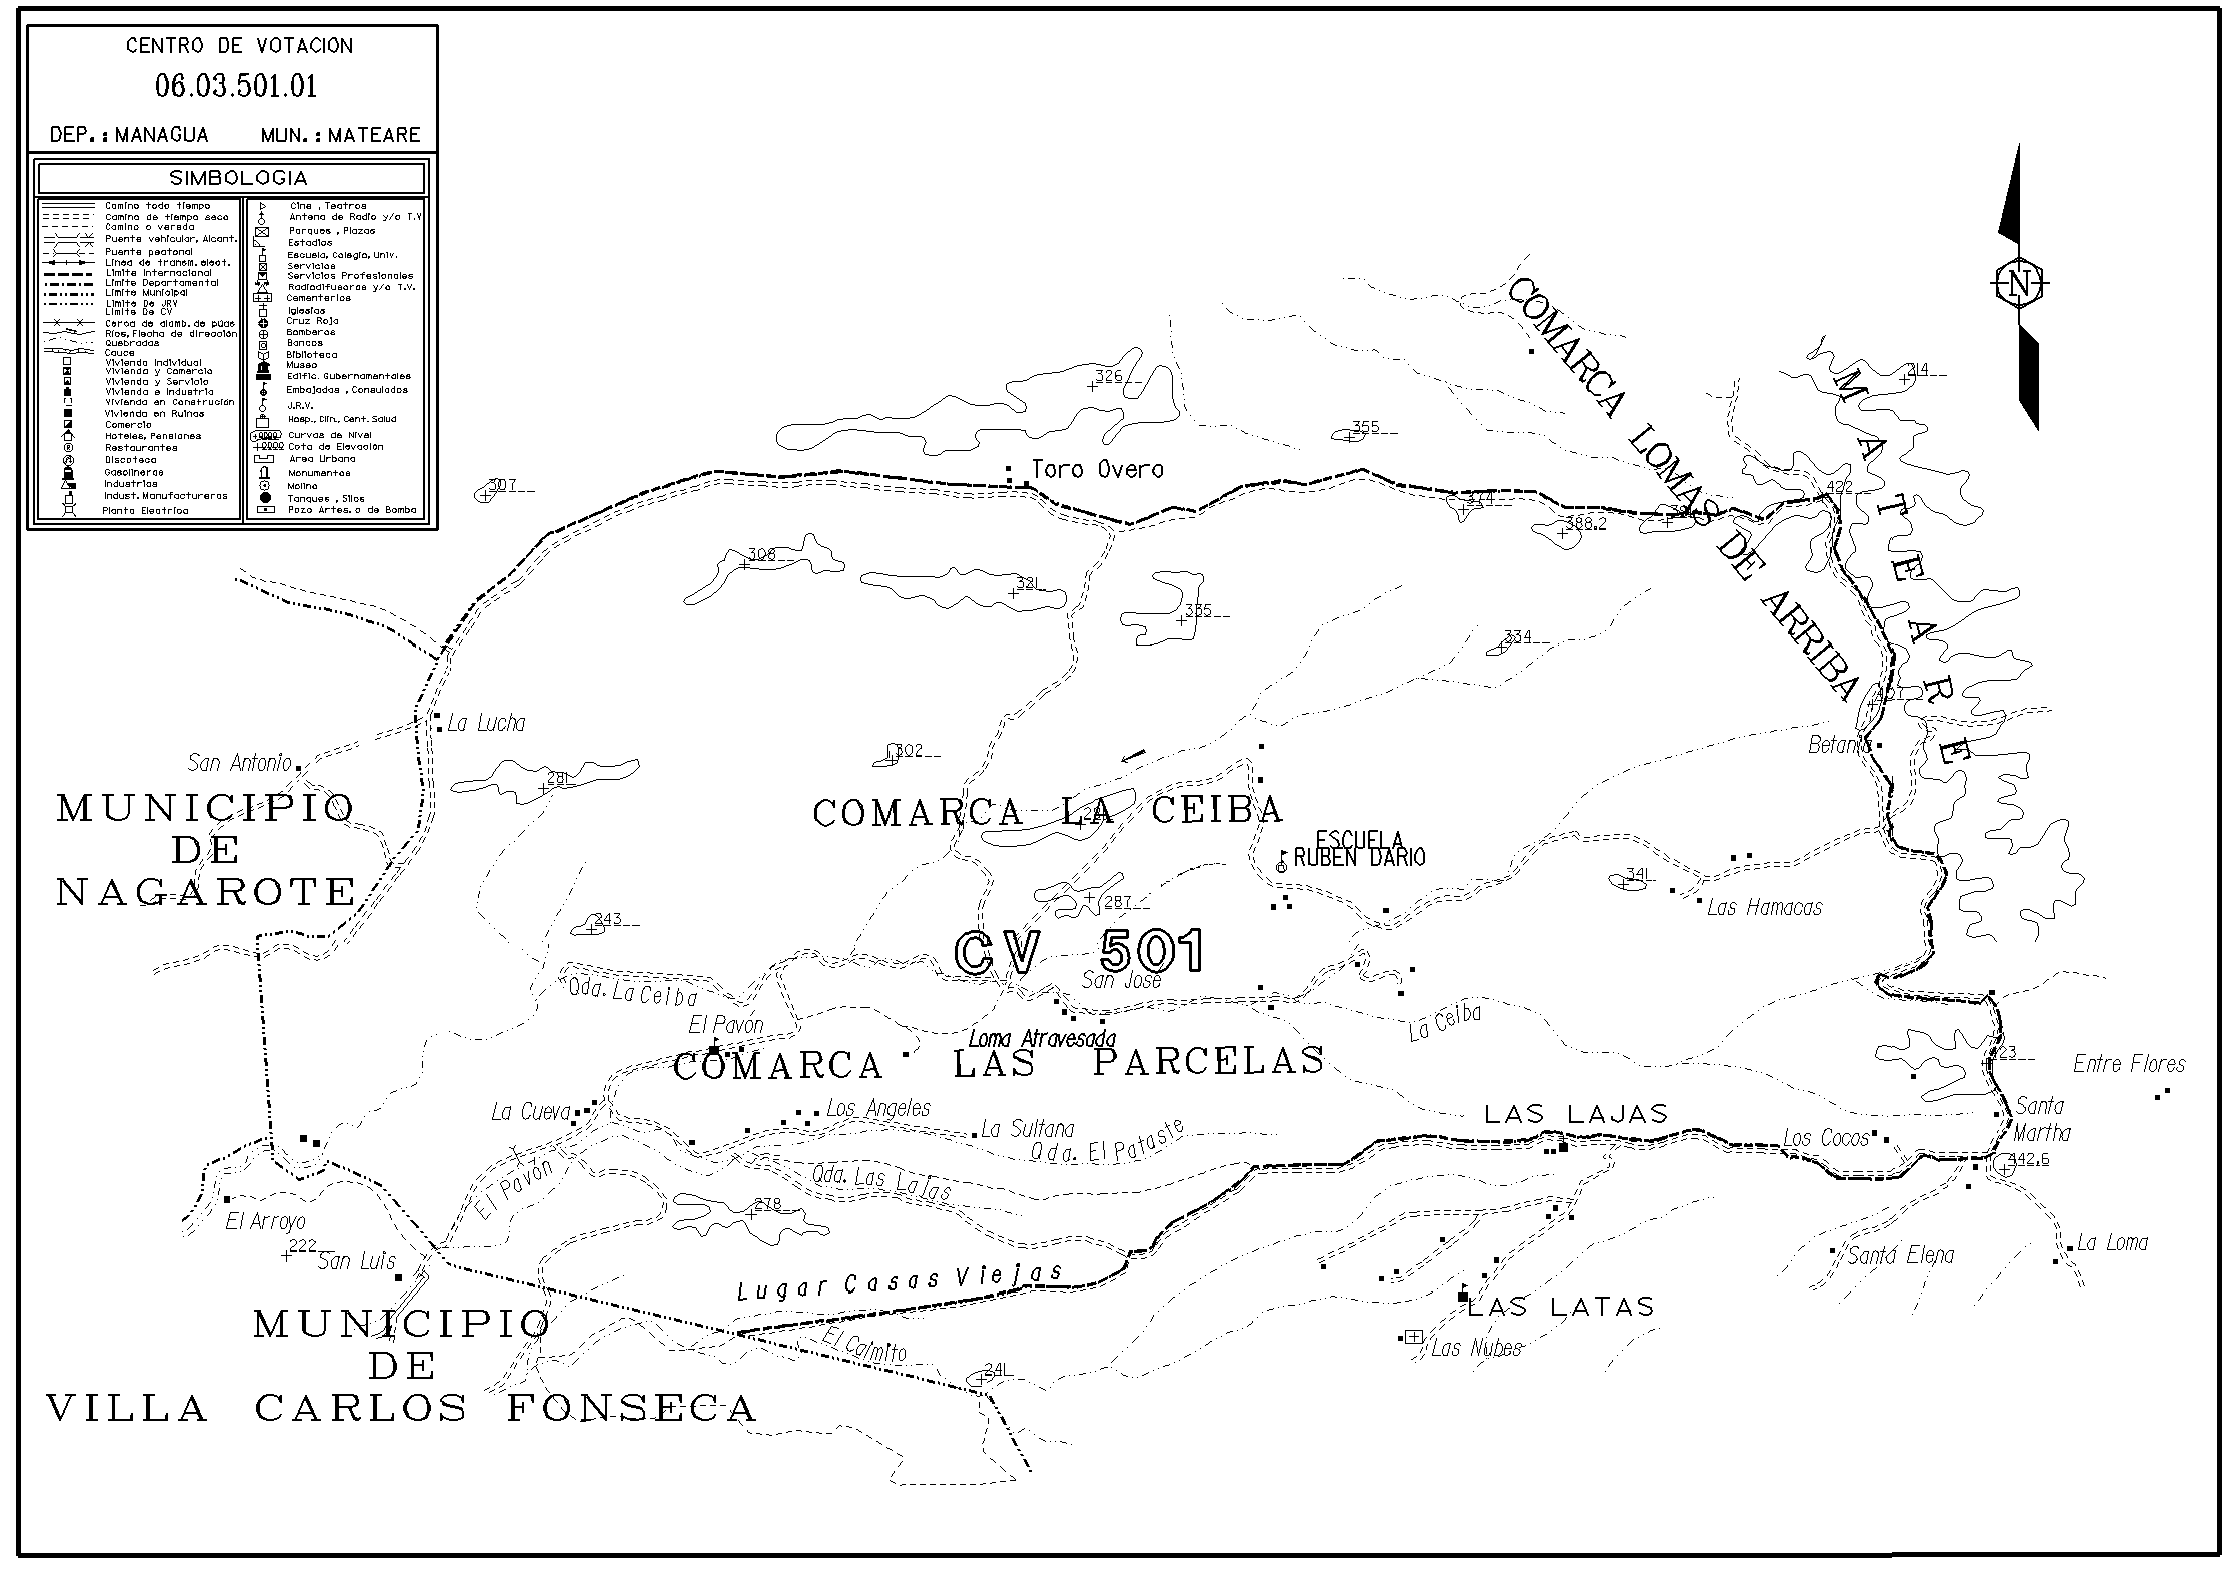 CENTRO DE VOTACION
06.03.501.01
DEP.: MANAGUA MUN.: MATEARE
SIMBOLOGIA
Camino todo tiempo
Camino de tiempo seco
Camino o vereda
Puente vehicular, Alcant.
Puente peatonal
Linea de transm. elect.
Limite Internacional
Limite Departamental
Limite Municipal
Limite De JRV
Limite De CV
Cerca de alamb. de púas
Rios, Flecha de dirección
Quebradas
Cauce
Vivienda Individual
Vivienda y Comercio
Vivienda y Servicio
Vivienda e Industria
Vivienda en Construcion
Vivienda en Ruinas
Comercio
Hoteles, Pensiones
Restaurantes
Discoteca
Gasolineras
Industrias
Indust. Manufactureras
Planta Electrica
Cine , Teatros
Antena de Radio y/o T.V
Parques , Plazas
Estadios
Escuela, Colegio, Univ.
Servicios
Servicios Profesionales
Radiodifusoras y/o T.V.
Cementerios
Iglesias
Cruz Roja
Bomberos
Bancos
Biblioteca
Museo
Edific. Gubernamentales
Embajadas , Consulados
J.R.V.
Hosp., Clin., Cent. Salud
Curvas de Nivel
Cota de Elevación
Area Urbana
Monumentos
Molino
Tanques , Silos
Pozo Artes. o de Bomba
N
COMARCA LOMAS DE ARRIBA
MATEARE
214
326
355
Toro Overo
307
374
388.2
422
308
321
335
334
La Lucha
San Antonio
302
281
Betania
MUNICIPIO
DE
NAGAROTE
COMARCA LA CEIBA
ESCUELA
RUBEN DARIO
341
Las Hamacas
287
243
CV 501
San José
Qda. La Ceiba
El Pavón
Loma Atravesada
La Ceiba
COMARCA LAS PARCELAS
Entre Flores
La Cueva
Los Angeles
La Sultana
Qda. El Pataste
LAS LAJAS
Los Cocos
Santa
Martha
442.6
El Pavón
Qda. Las Lajas
278
El Arroyo
222
San Luis
Santa Elena
La Loma
Lugar Casas Viejas
LAS LATAS
Las Nubes
El Caimito
241
MUNICIPIO
DE
VILLA CARLOS FONSECA